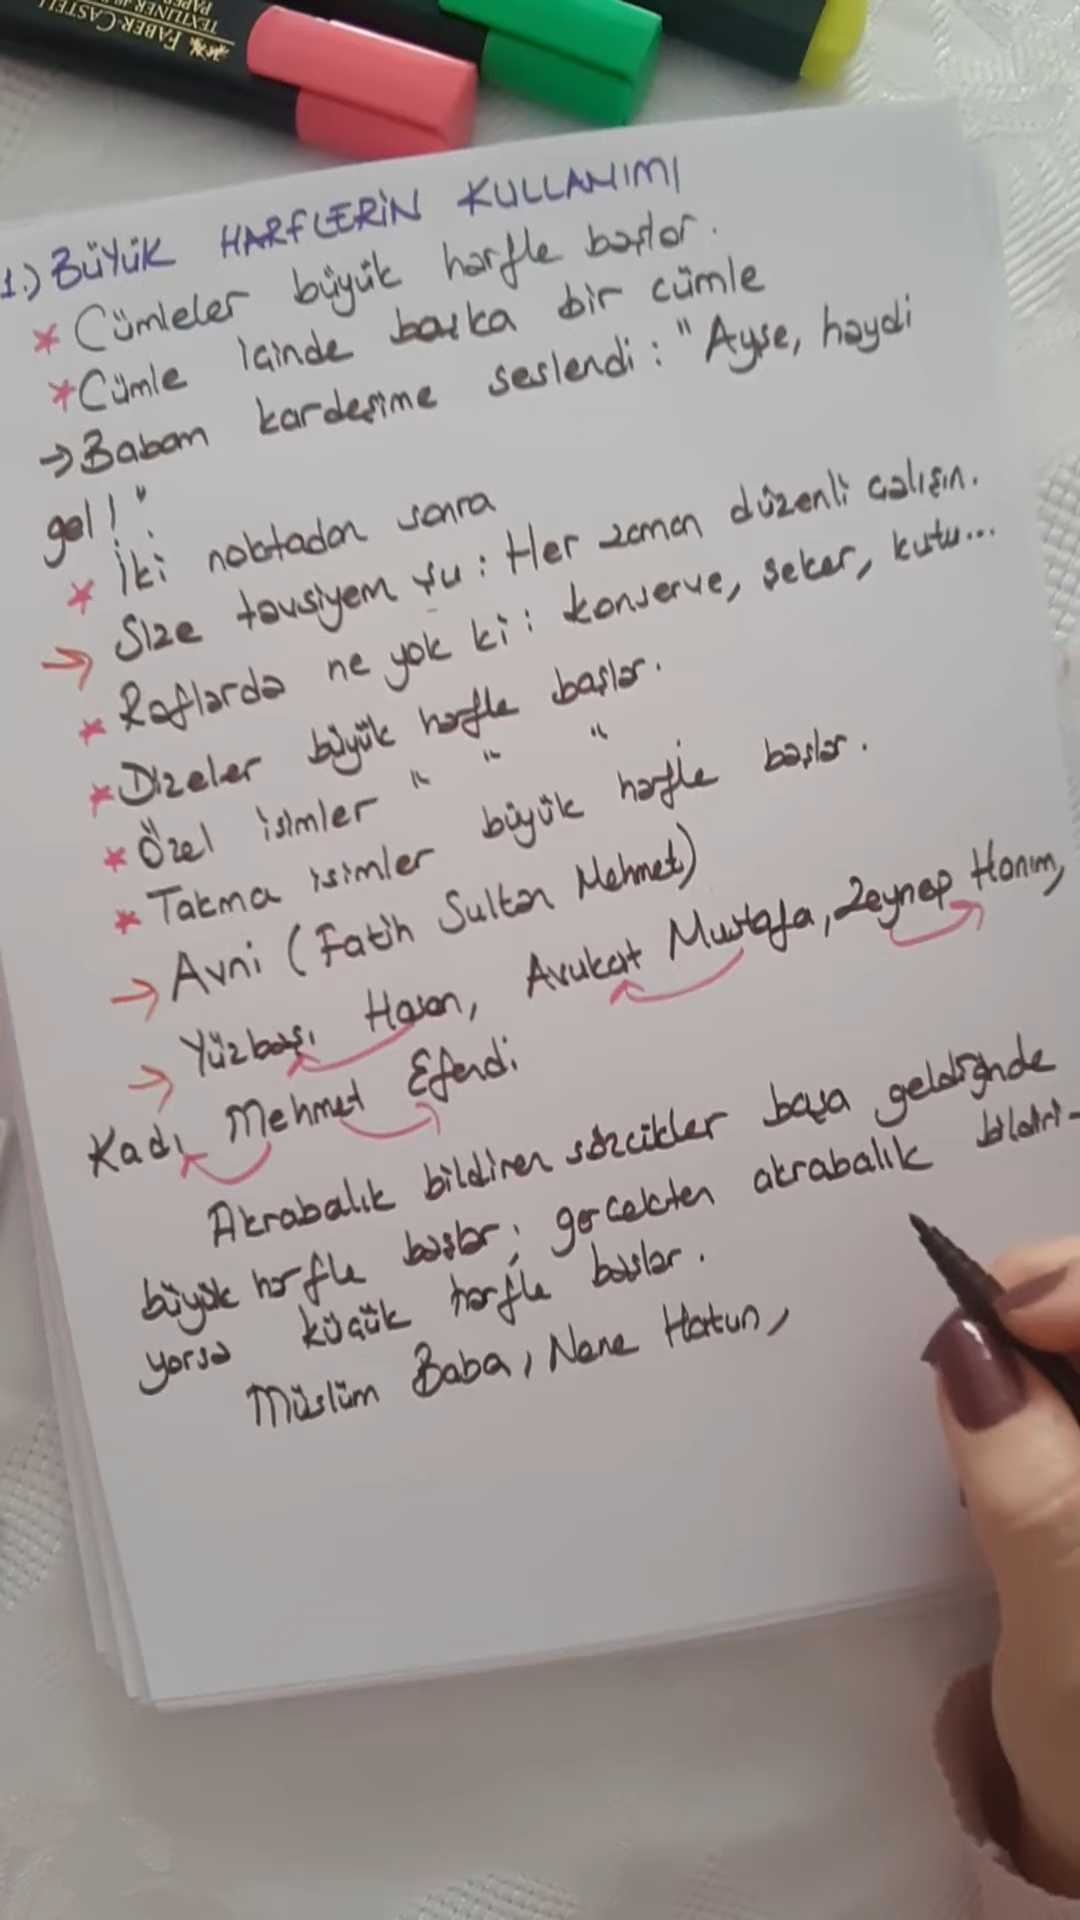 FABER-CASTELL
TEXTLINER
1.) BÜYÜK HARFLERİN KULLANIMI
* Cümleler büyük harfle başlar.
* Cümle içinde başka bir cümle
→ Babam kardeşime seslendi: "Ayşe, haydi
gel!"
* İki noktadan sonra
→ Size tavsiyem şu: Her zaman düzenli çalışın.
* Raflarda ne yok ki: konserve, şeker, kutu...
* Dizeler büyük harfle başlar.
* Özel isimler " " "
* Takma isimler büyük harfle başlar.
→ Avni (Fatih Sultan Mehmet)
→ Yüzbaşı Hasan, Avukat Mustafa, Zeynep Hanım,
Kadı Mehmet Efendi
Akrabalık bildiren sözcükler başa geldiğinde
büyük harfle başlar; gerçekten akrabalık bildiri-
yorsa küçük harfle başlar.
Müslüm Baba, Nene Hatun,